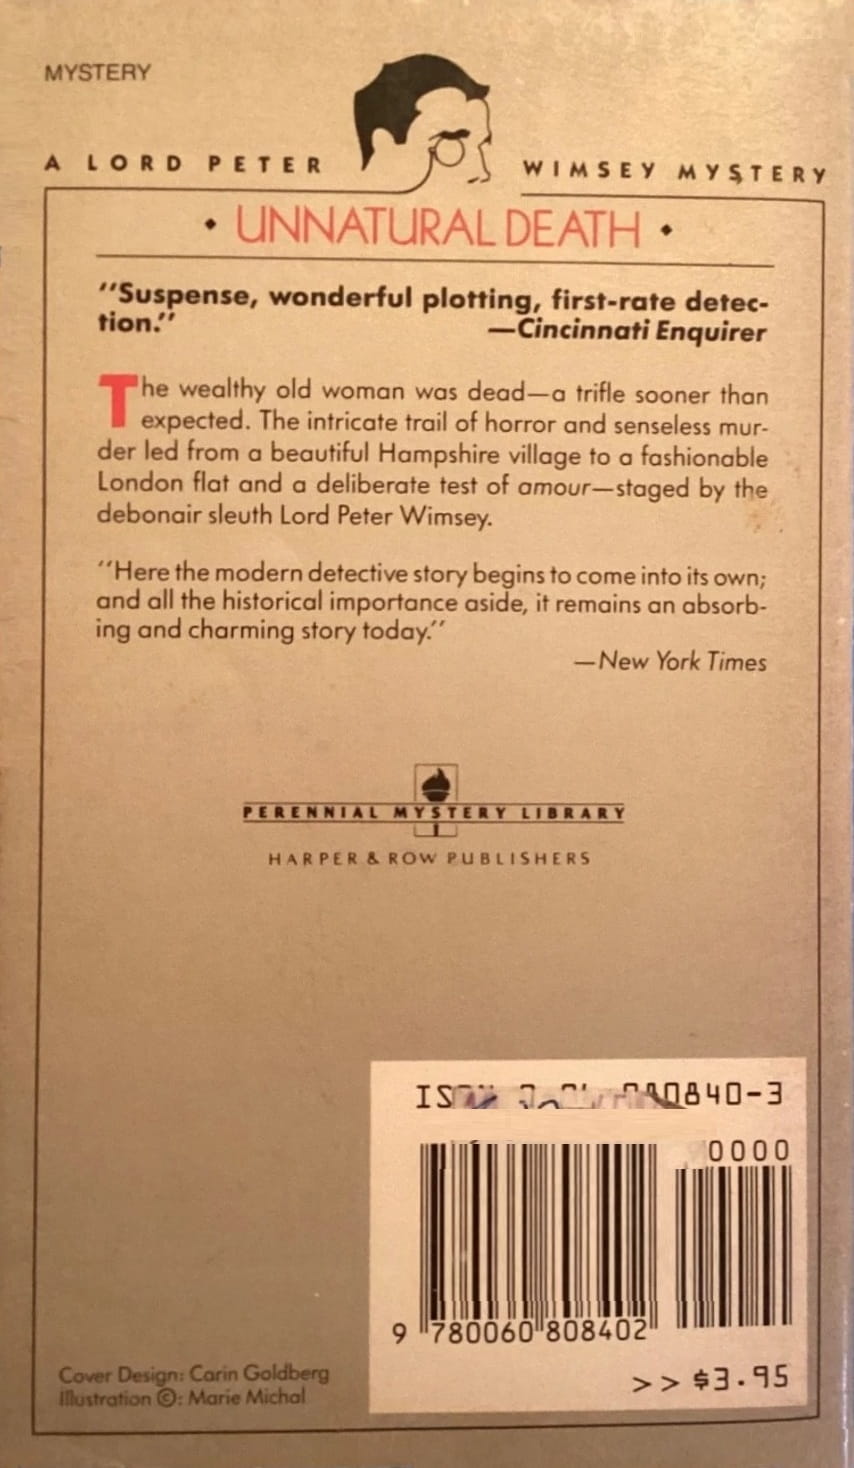 MYSTERY
A LORD PETER WIMSEY MYSTERY
• UNNATURAL DEATH •
“Suspense, wonderful plotting, first-rate detec-
tion.” —Cincinnati Enquirer
The wealthy old woman was dead—a trifle sooner than
expected. The intricate trail of horror and senseless mur-
der led from a beautiful Hampshire village to a fashionable
London flat and a deliberate test of amour—staged by the
debonair sleuth Lord Peter Wimsey.
“Here the modern detective story begins to come into its own;
and all the historical importance aside, it remains an absorb-
ing and charming story today.”
—New York Times
PERENNIAL MYSTERY LIBRARY
HARPER & ROW PUBLISHERS
0840-3
0000
9 780060 808402
>> $3.95
Cover Design: Carin Goldberg
Illustration ©: Marie Michal